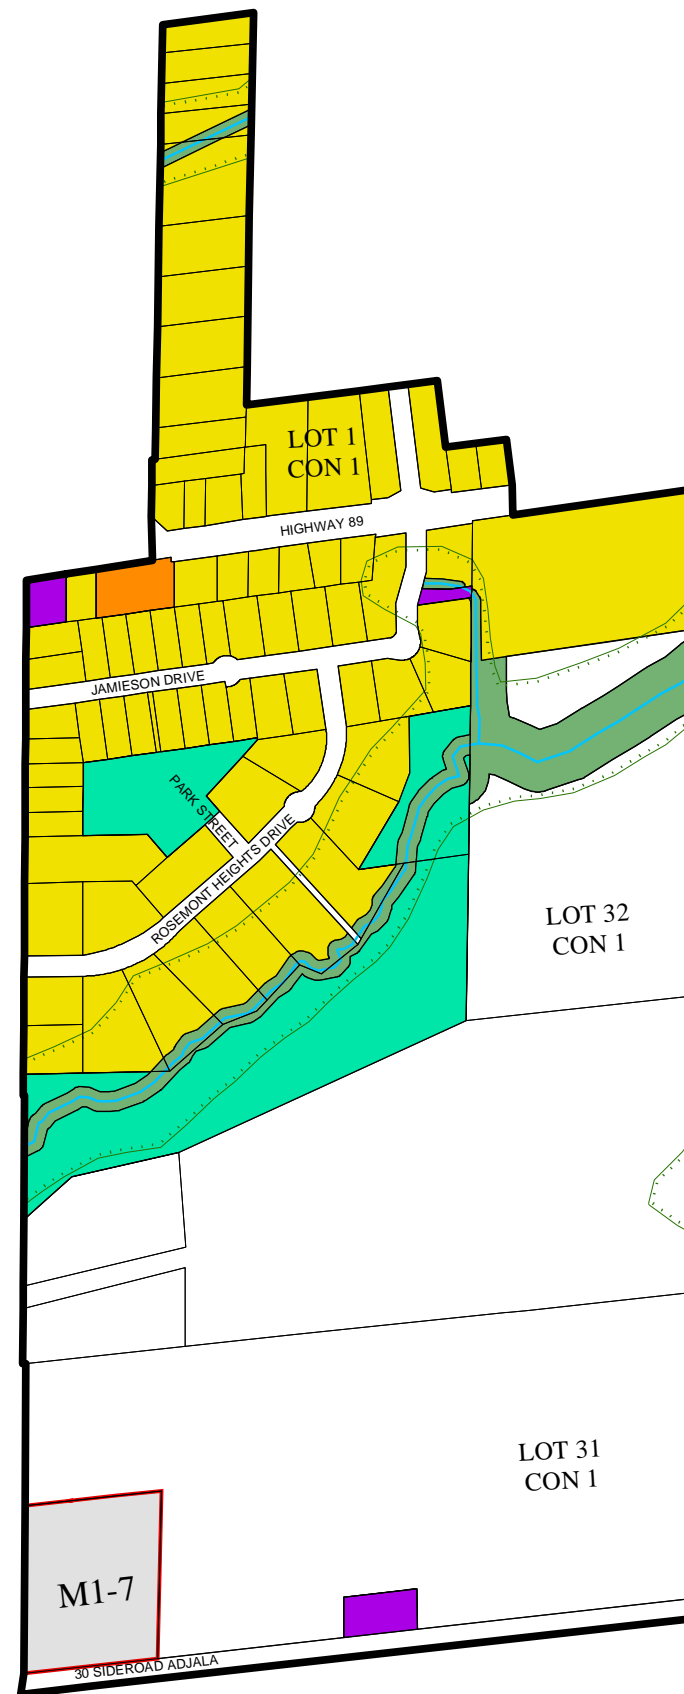 LOT 1
CON 1
HIGHWAY 89
JAMIESON DRIVE
PARK STREET
ROSEMONT HEIGHTS DRIVE
LOT 32
CON 1
LOT 31
CON 1
M1-7
30 SIDEROAD ADJALA